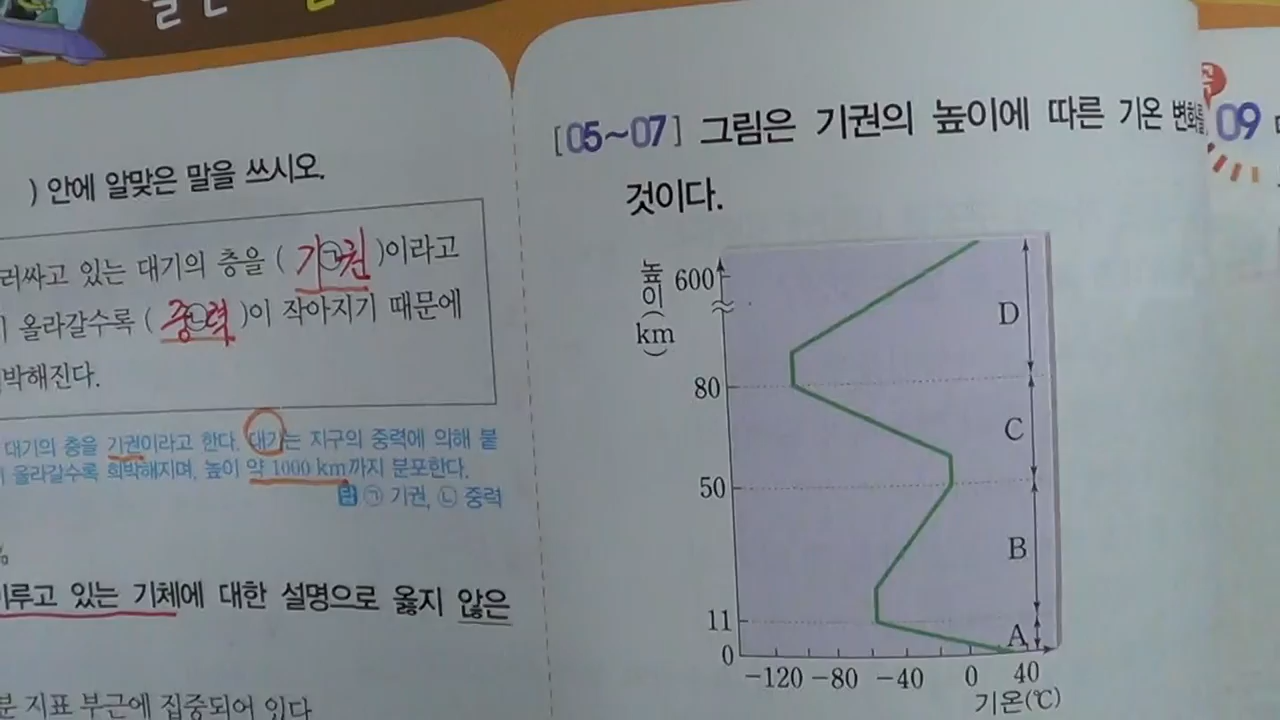 ) 안에 알맞은 말을 쓰시오.
러싸고 있는 대기의 층을 ( 기권 )이라고
올라갈수록 ( 중력 )이 작아지기 때문에
박해진다.
대기의 층을 기권이라고 한다. 대기는 지구의 중력에 의해 붙
올라갈수록 희박해지며, 높이 약 1000 km까지 분포한다.
답 ㉠ 기권, ㉡ 중력
%
이루고 있는 기체에 대한 설명으로 옳지 않은
분 지표 부근에 집중되어 있다
[05~07] 그림은 기권의 높이에 따른 기온 변화를
것이다.
높이(km)
600
80
50
11
0
D
C
B
A
-120 -80 -40 0 40
기온(℃)
09